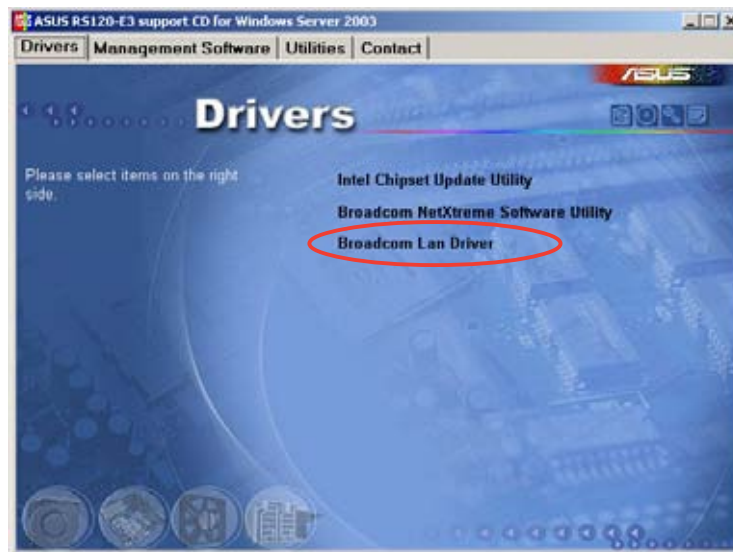 ASUS RS120-E3 support CD for Windows Server 2003
Drivers Management Software Utilities Contact
ASUS
Drivers
Please select items on the right
side.
Intel Chipset Update Utility
Broadcom NetXtreme Software Utility
Broadcom Lan Driver